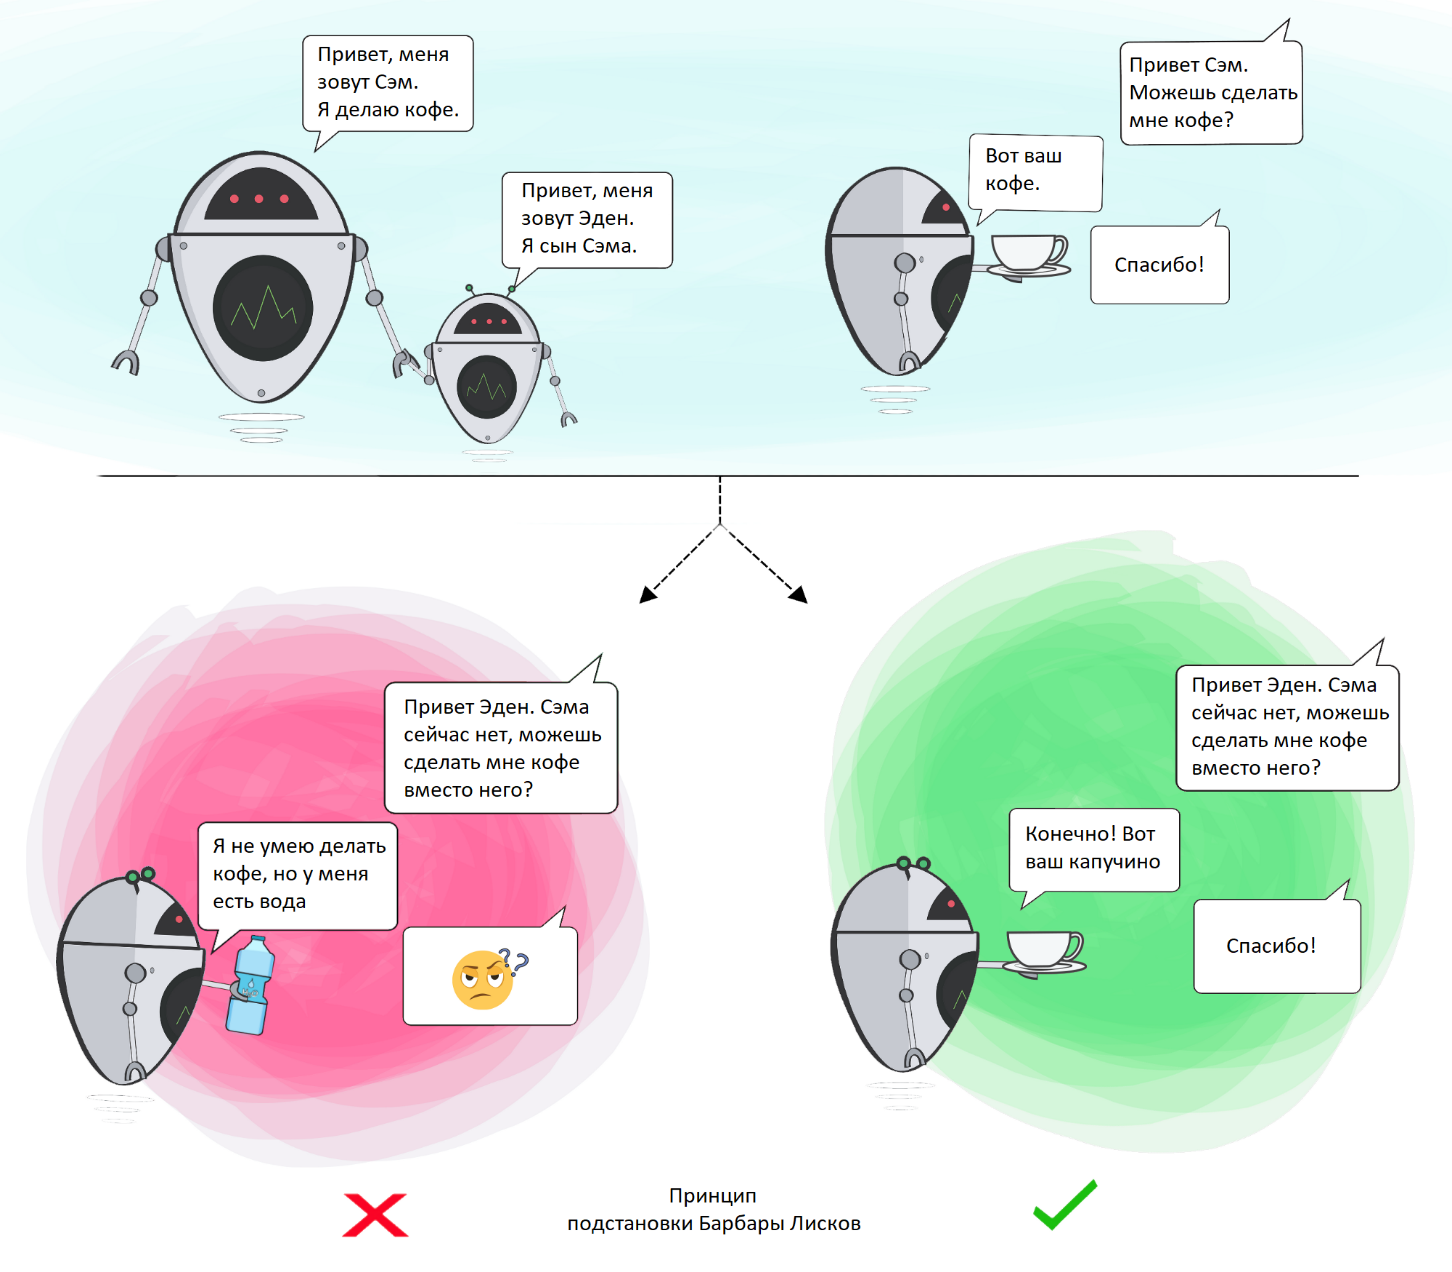 Привет, меня
зовут Сэм.
Я делаю кофе.
Привет, меня
зовут Эден.
Я сын Сэма.
Привет Сэм.
Можешь сделать
мне кофе?
Вот ваш
кофе.
Спасибо!
Привет Эден. Сэма
сейчас нет, можешь
сделать мне кофе
вместо него?
Я не умею делать
кофе, но у меня
есть вода
??
Привет Эден. Сэма
сейчас нет, можешь
сделать мне кофе
вместо него?
Конечно! Вот
ваш капучино
Спасибо!
Принцип
подстановки Барбары Лисков